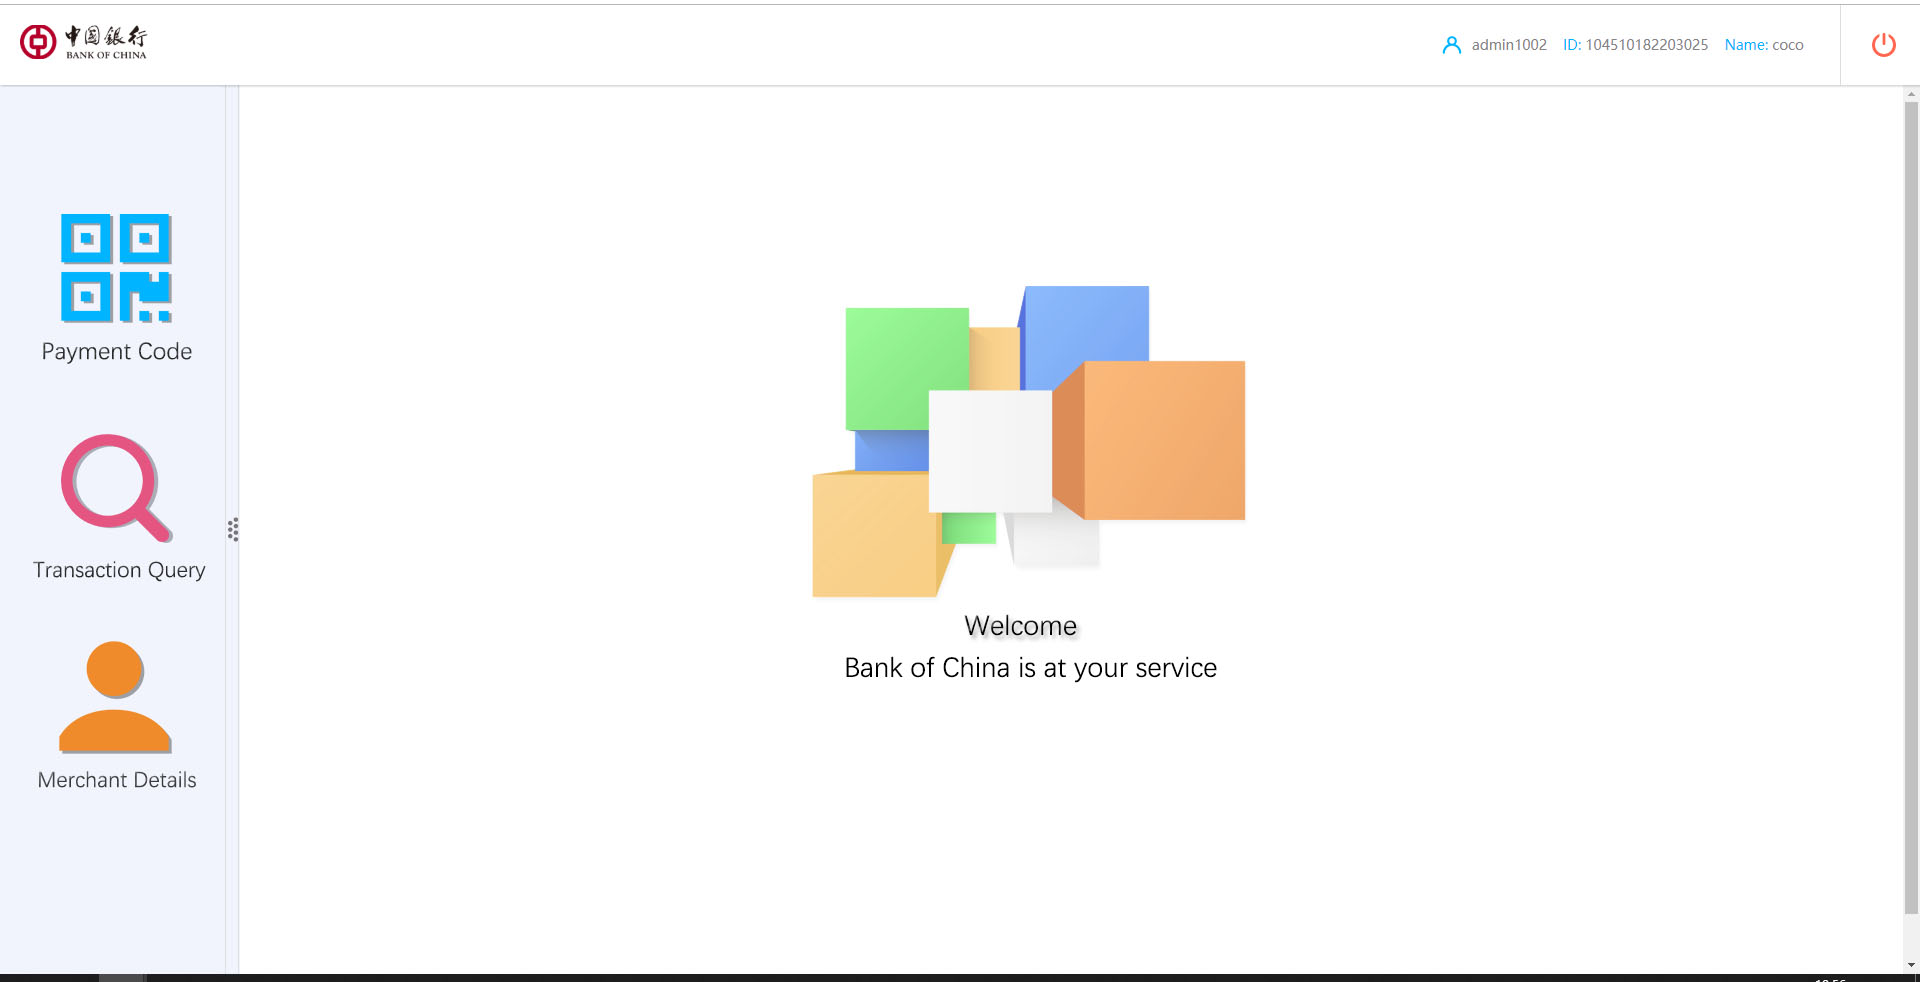 中国银行
BANK OF CHINA
admin1002 ID: 104510182203025 Name: coco
Payment Code
Transaction Query
Merchant Details
Welcome
Bank of China is at your service